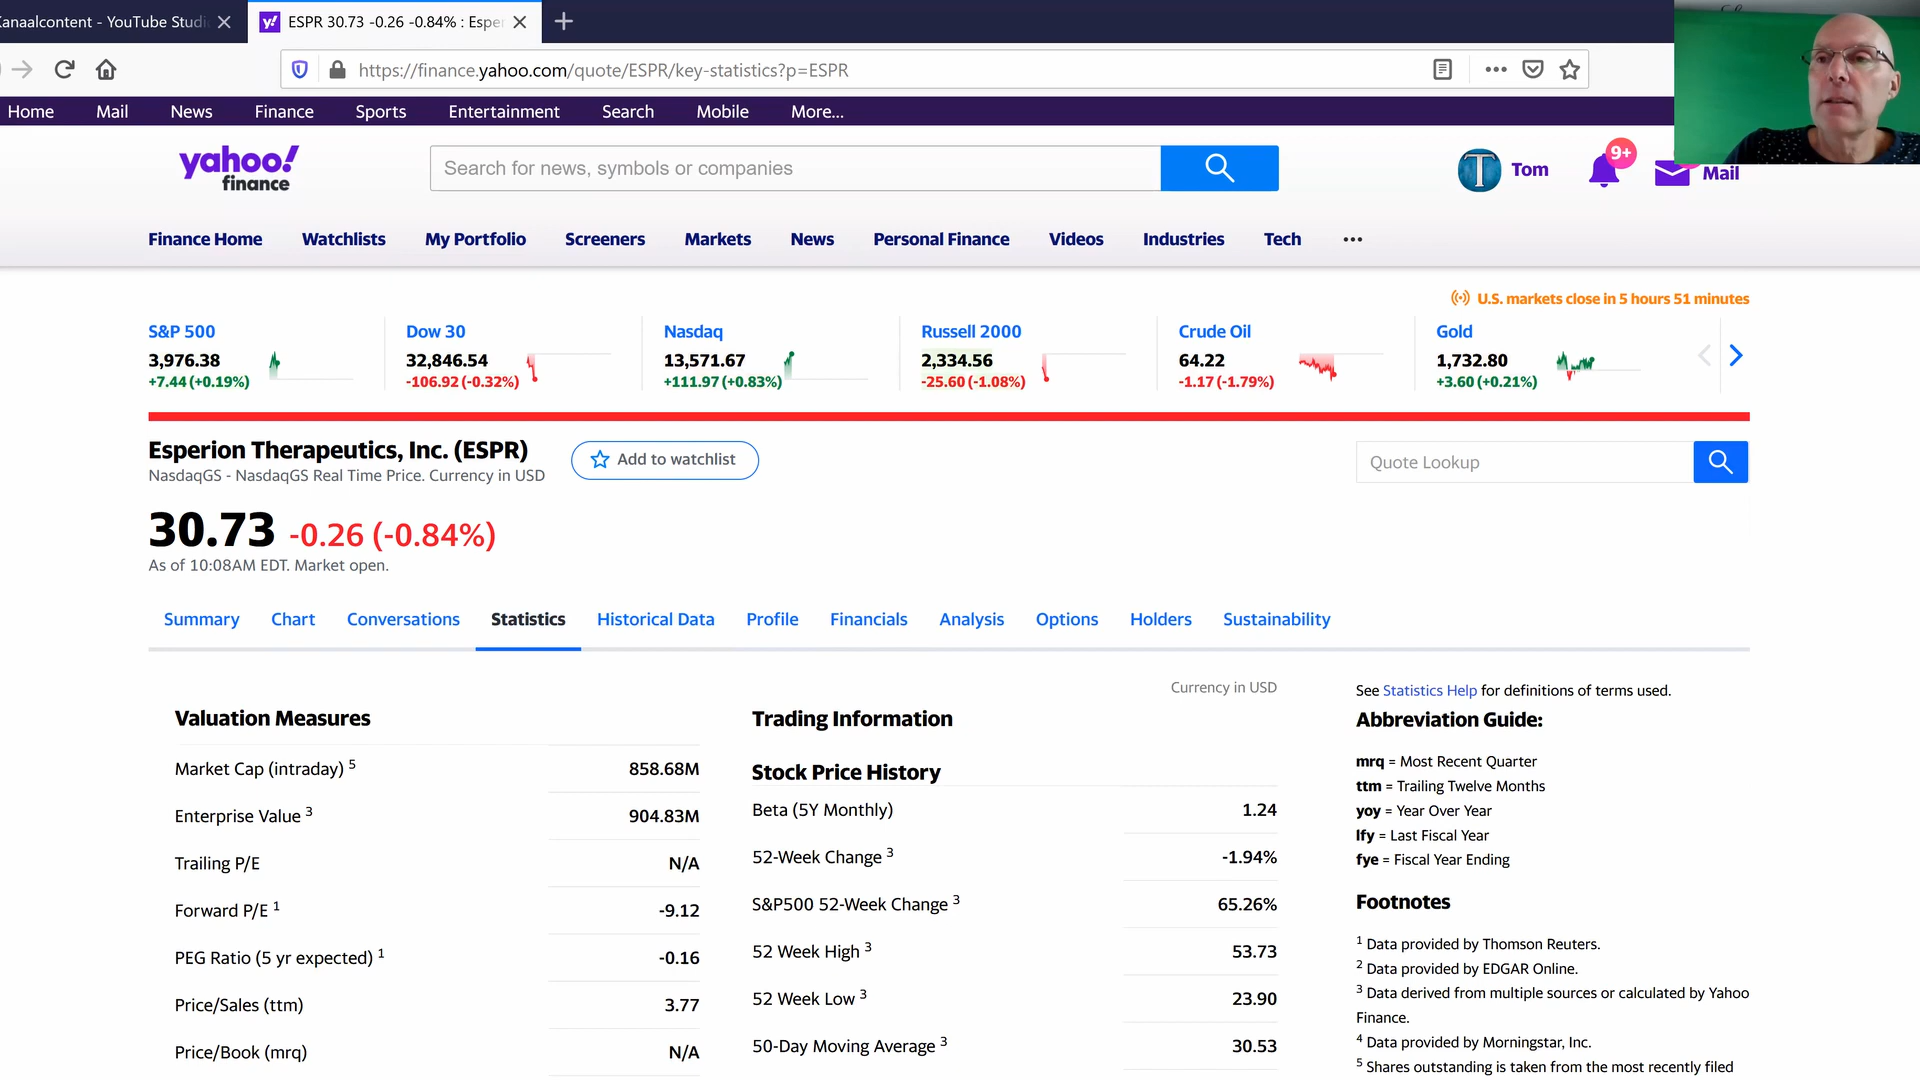 Kanaalcontent - YouTube Studi
ESPR 30.73 -0.26 -0.84% : Espe
https://finance.yahoo.com/quote/ESPR/key-statistics?p=ESPR
Home Mail News Finance Sports Entertainment Search Mobile More...
yahoo!
finance
Search for news, symbols or companies
T
Tom
9+
Mail
Finance Home Watchlists My Portfolio Screeners Markets News Personal Finance Videos Industries Tech
U.S. markets close in 5 hours 51 minutes
S&P 500
3,976.38
+7.44 (+0.19%)
Dow 30
32,846.54
-106.92 (-0.32%)
Nasdaq
13,571.67
+111.97 (+0.83%)
Russell 2000
2,334.56
-25.60 (-1.08%)
Crude Oil
64.22
-1.17 (-1.79%)
Gold
1,732.80
+3.60 (+0.21%)
Esperion Therapeutics, Inc. (ESPR)
NasdaqGS - NasdaqGS Real Time Price. Currency in USD
Add to watchlist
Quote Lookup
30.73 -0.26 (-0.84%)
As of 10:08AM EDT. Market open.
Summary Chart Conversations Statistics Historical Data Profile Financials Analysis Options Holders Sustainability
Currency in USD
Valuation Measures
Market Cap (intraday) 5 858.68M
Enterprise Value 3 904.83M
Trailing P/E N/A
Forward P/E 1 -9.12
PEG Ratio (5 yr expected) 1 -0.16
Price/Sales (ttm) 3.77
Price/Book (mrq) N/A
Trading Information
Stock Price History
Beta (5Y Monthly) 1.24
52-Week Change 3 -1.94%
S&P500 52-Week Change 3 65.26%
52 Week High 3 53.73
52 Week Low 3 23.90
50-Day Moving Average 3 30.53
See Statistics Help for definitions of terms used.
Abbreviation Guide:
mrq = Most Recent Quarter
ttm = Trailing Twelve Months
yoy = Year Over Year
lfy = Last Fiscal Year
fye = Fiscal Year Ending
Footnotes
1 Data provided by Thomson Reuters.
2 Data provided by EDGAR Online.
3 Data derived from multiple sources or calculated by Yahoo
Finance.
4 Data provided by Morningstar, Inc.
5 Shares outstanding is taken from the most recently filed